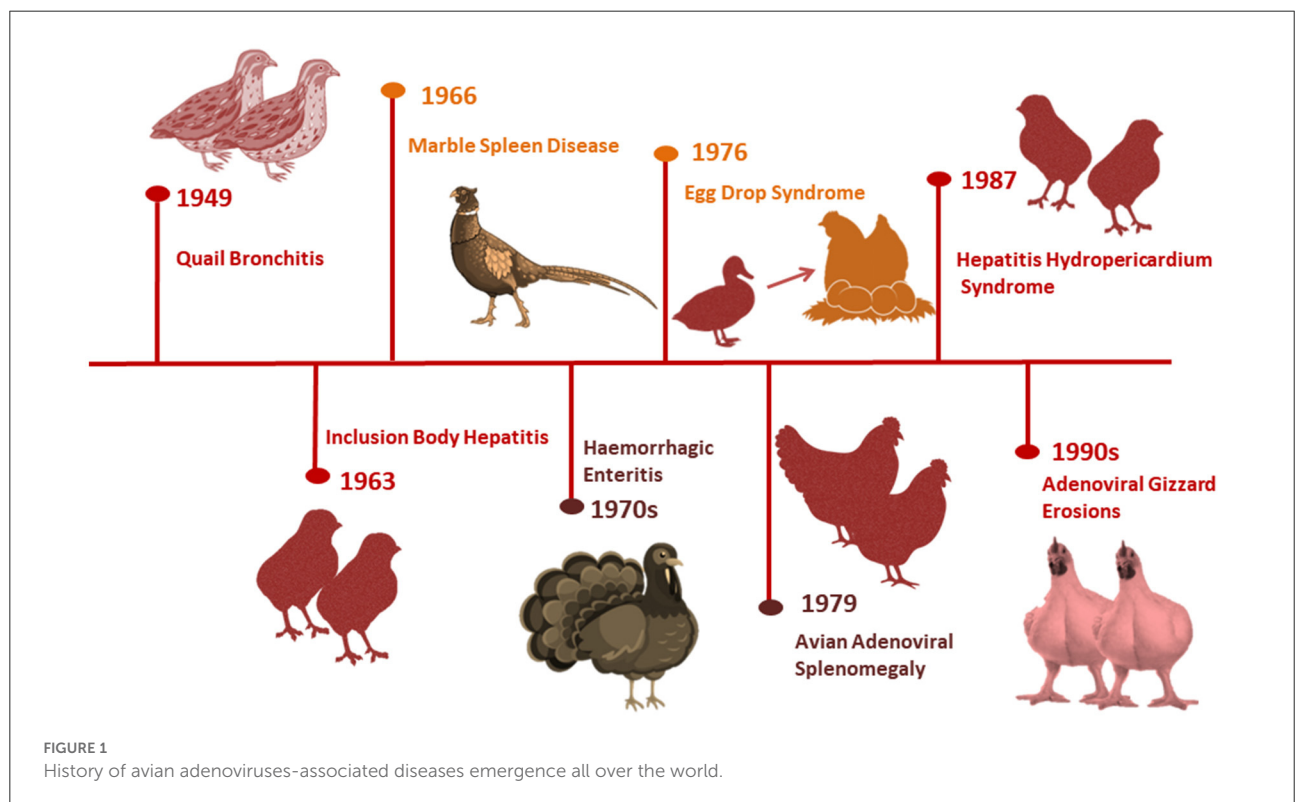 1949
Quail Bronchitis
1966
Marble Spleen Disease
1976
Egg Drop Syndrome
1987
Hepatitis Hydropericardium
Syndrome
Inclusion Body Hepatitis
1963
Haemorrhagic
Enteritis
1970s
1979
Avian Adenoviral
Splenomegaly
1990s
Adenoviral Gizzard
Erosions
FIGURE 1
History of avian adenoviruses-associated diseases emergence all over the world.